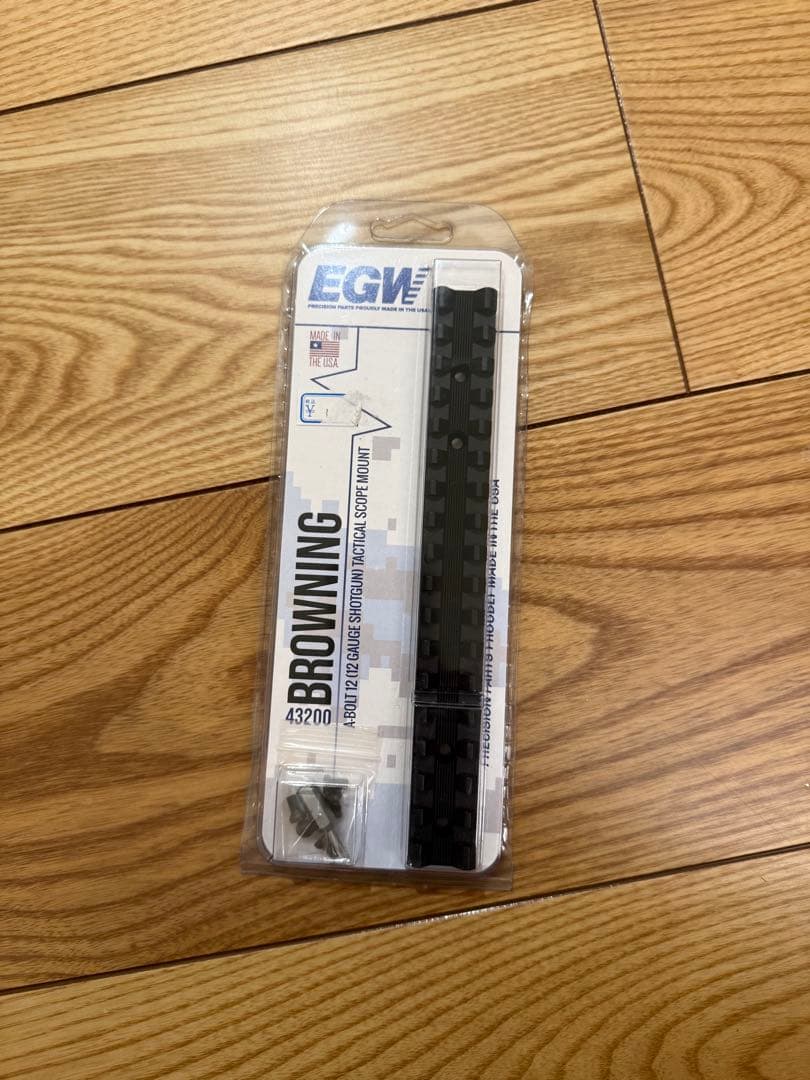 EGW
PRECISION PARTS PROUDLY MADE IN THE USA
MADE IN
THE USA
¥
BROWNING
43200
A-BOLT 12 (12 GAUGE SHOTGUN) TACTICAL SCOPE MOUNT
PRECISION PARTS PROUDLY MADE IN THE USA